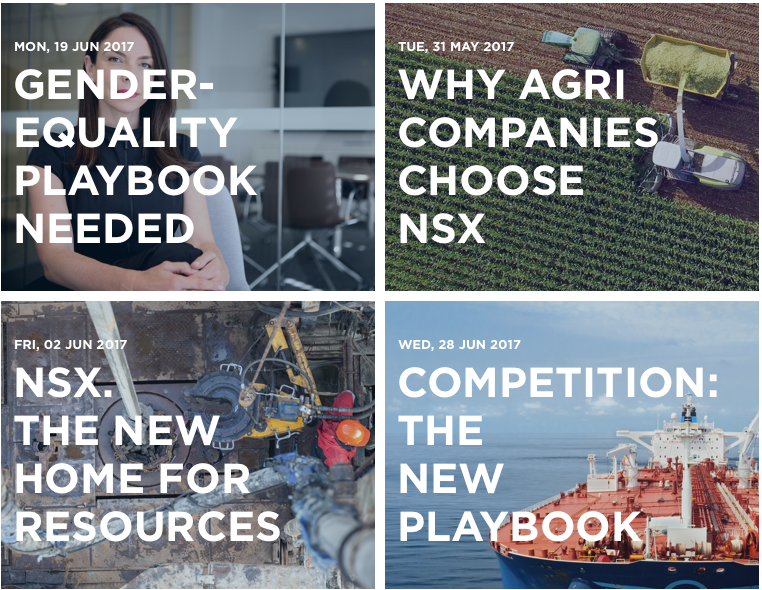 MON, 19 JUN 2017
GENDER-
EQUALITY
PLAYBOOK
NEEDED
TUE, 31 MAY 2017
WHY AGRI
COMPANIES
CHOOSE
NSX
FRI, 02 JUN 2017
NSX.
THE NEW
HOME FOR
RESOURCES
WED, 28 JUN 2017
COMPETITION:
THE
NEW
PLAYBOOK